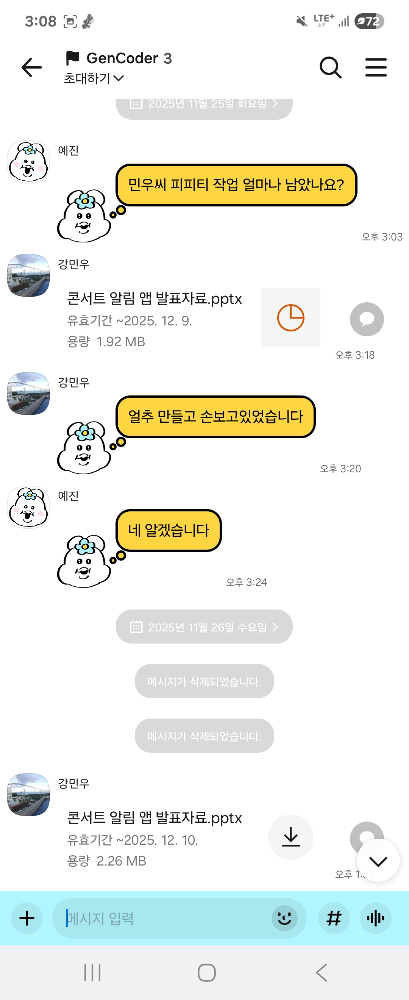 3:08 LTE+ 72
GenCoder 3
초대하기
2025년 11월 25일 화요일
예진
민우씨 피피티 작업 얼마나 남았나요?
오후 3:03
강민우
콘서트 알림 앱 발표자료.pptx
유효기간 ~2025. 12. 9.
용량 1.92 MB
오후 3:18
강민우
얼추 만들고 손보고있었습니다
오후 3:20
예진
네 알겠습니다
오후 3:24
2025년 11월 26일 수요일
메시지가 삭제되었습니다.
메시지가 삭제되었습니다.
강민우
콘서트 알림 앱 발표자료.pptx
유효기간 ~2025. 12. 10.
용량 2.26 MB
오후 1:38
메시지 입력
#